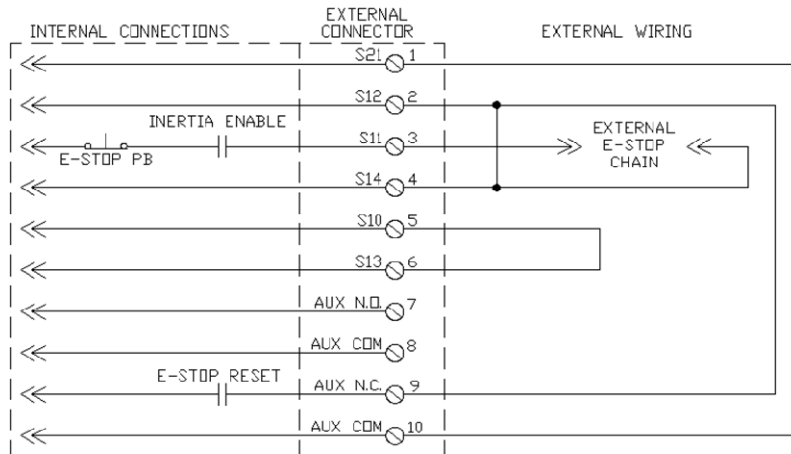 INTERNAL CONNECTIONS
EXTERNAL
CONNECTOR
EXTERNAL WIRING
S21 1
S12 2
INERTIA ENABLE
E-STOP PB
S11 3
EXTERNAL
E-STOP
CHAIN
S14 4
S10 5
S13 6
AUX N.O. 7
AUX COM 8
E-STOP RESET
AUX N.C. 9
AUX COM 10